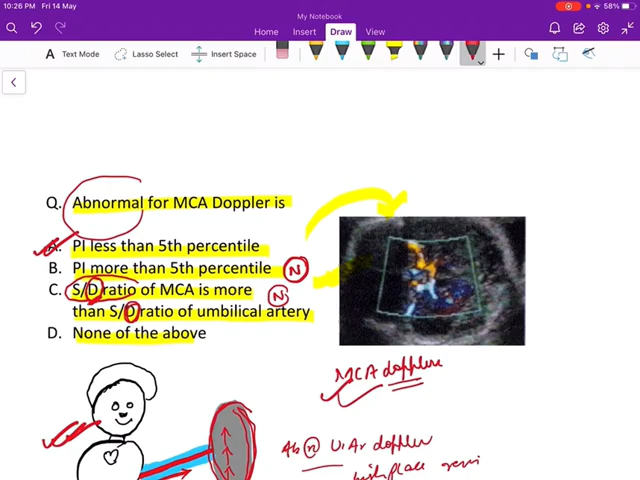 10:26 PM Fri 14 May
58%
My Notebook
Home Insert Draw View
A Text Mode Lasso Select Insert Space
Q. Abnormal for MCA Doppler is
A. PI less than 5th percentile
B. PI more than 5th percentile N
C. S/D ratio of MCA is more N
than S/D ratio of umbilical artery
D. None of the above
MCA doppler
Ab n U.Ar doppler